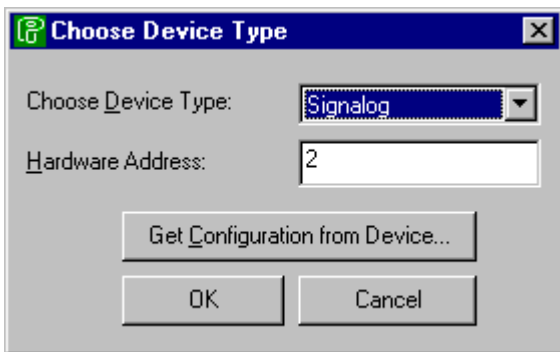 Choose Device Type
Choose Device Type: Signalog
Hardware Address: 2
Get Configuration from Device...
OK Cancel